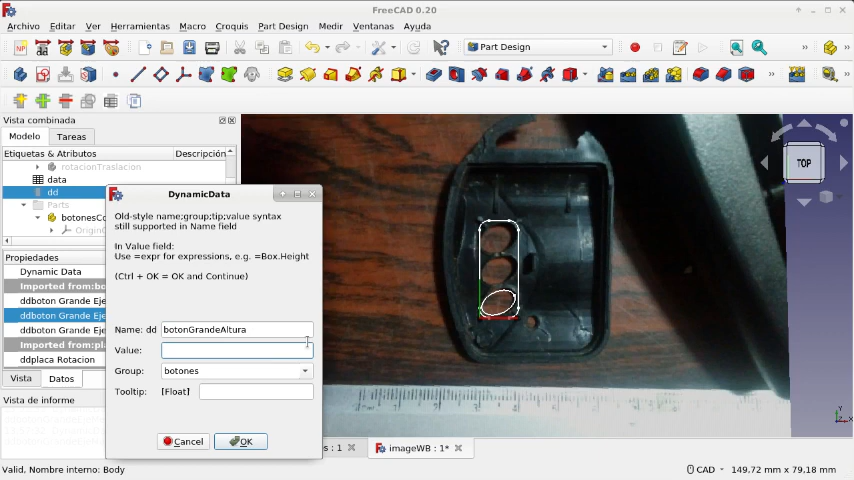 FreeCAD 0.20
Archivo Editar Ver Herramientas Macro Croquis Part Design Medir Ventanas Ayuda
Part Design
Vista combinada
Modelo Tareas
Etiquetas & Atributos Descripción
rotacionTraslacion
data
dd
Parts
botonesCo
Origin
Propiedades
Dynamic Data
Imported from:bo
ddboton Grande Eje
ddboton Grande Eje
ddboton Grande Eje
Imported from:pl
ddplaca Rotacion
Vista Datos
Vista de informe
DynamicData
Old-style name;group;tip;value syntax
still supported in Name field
In Value field:
Use =expr for expressions, e.g. =Box.Height
(Ctrl + OK = OK and Continue)
Name: dd botonGrandeAltura
Value:
Group: botones
Tooltip: [Float]
Cancel OK
TOP
s : 1 imageWB : 1*
Valid, Nombre interno: Body CAD 149,72 mm x 79,18 mm